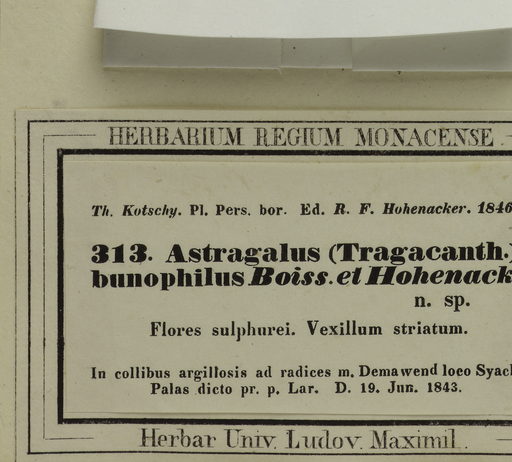 HERBARIUM REGIUM MONACENSE
Th. Kotschy. Pl. Pers. bor. Ed. R. F. Hohenacker. 1846
313. Astragalus (Tragacanth.)
bunophilus Boiss. et Hohenack
n. sp.
Flores sulphurei. Vexillum striatum.
In collibus argillosis ad radices m. Demawend loco Syach
Palas dicto pr. p. Lar. D. 19. Jun. 1843.
Herbar Univ. Ludov. Maximil.